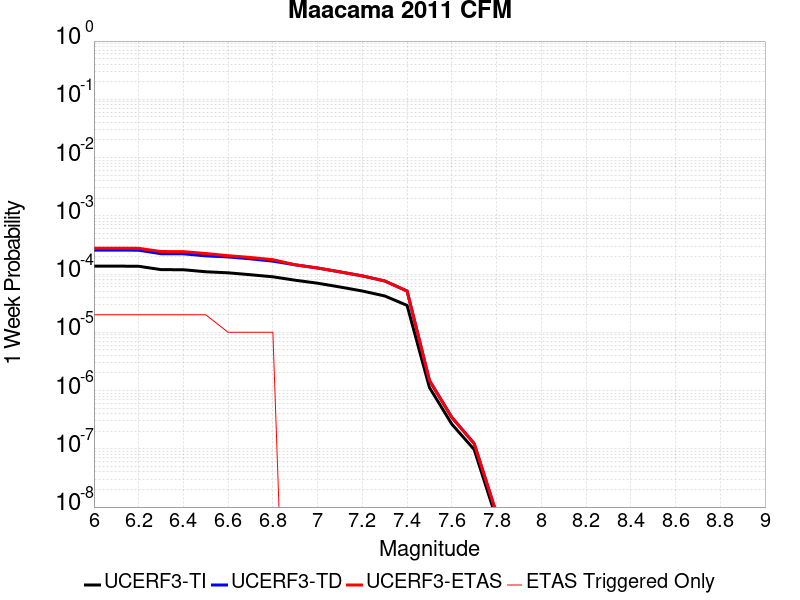 Maacama 2011 CFM
1 Week Probability
10^0
10^-1
10^-2
10^-3
10^-4
10^-5
10^-6
10^-7
10^-8
6 6.2 6.4 6.6 6.8 7 7.2 7.4 7.6 7.8 8 8.2 8.4 8.6 8.8 9
Magnitude
UCERF3-TI UCERF3-TD UCERF3-ETAS ETAS Triggered Only